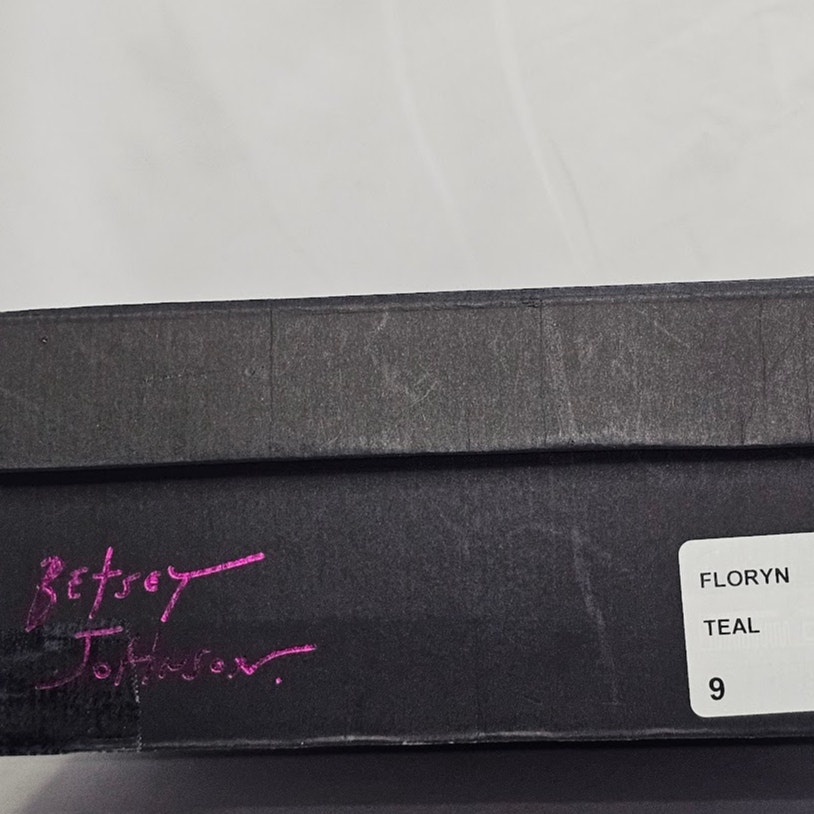 Betsey
Johnson.
FLORYN
TEAL
9